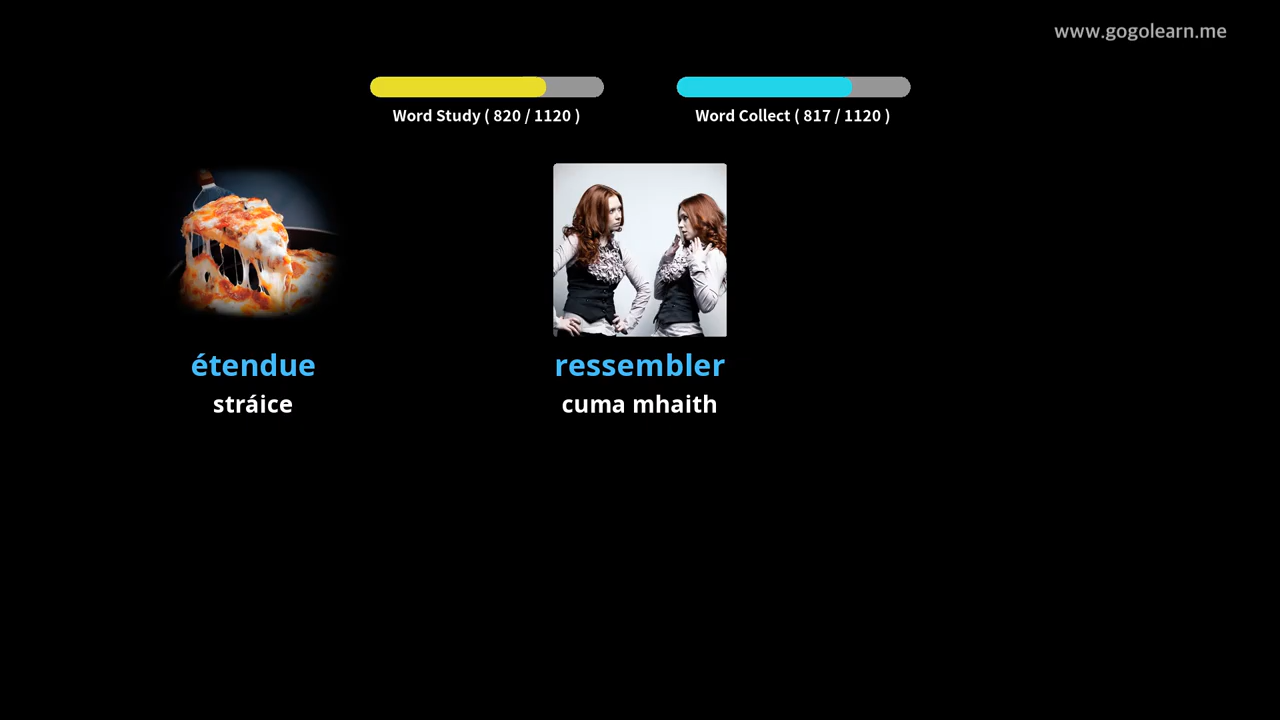 www.gogolearn.me
Word Study ( 820 / 1120 )
Word Collect ( 817 / 1120 )
étendue
stráice
ressembler
cuma mhaith